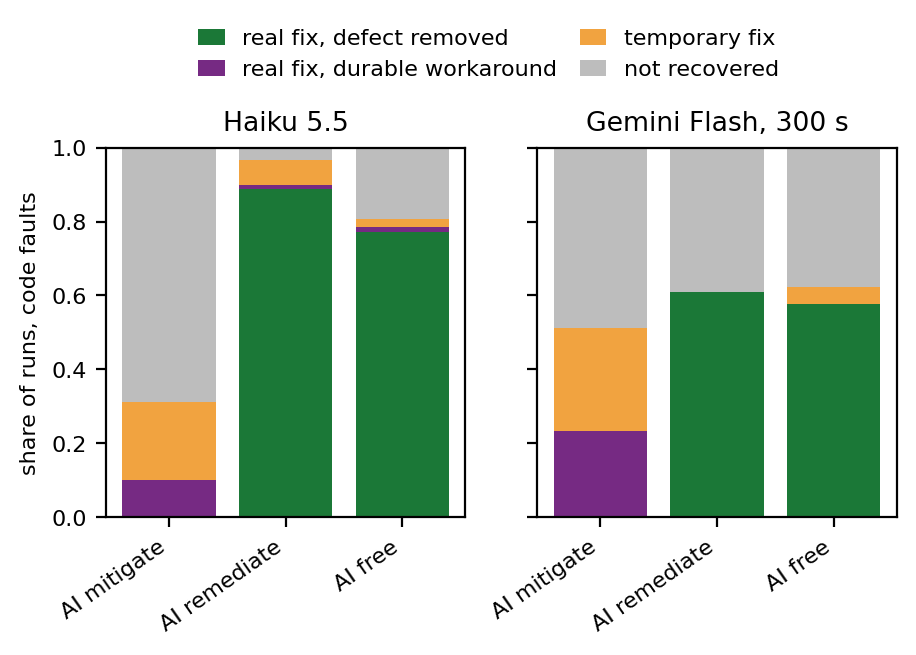 real fix, defect removed
real fix, durable workaround
temporary fix
not recovered
Haiku 5.5
Gemini Flash, 300 s
share of runs, code faults
1.0
0.8
0.6
0.4
0.2
0.0
AI mitigate
AI remediate
AI free
AI mitigate
AI remediate
AI free